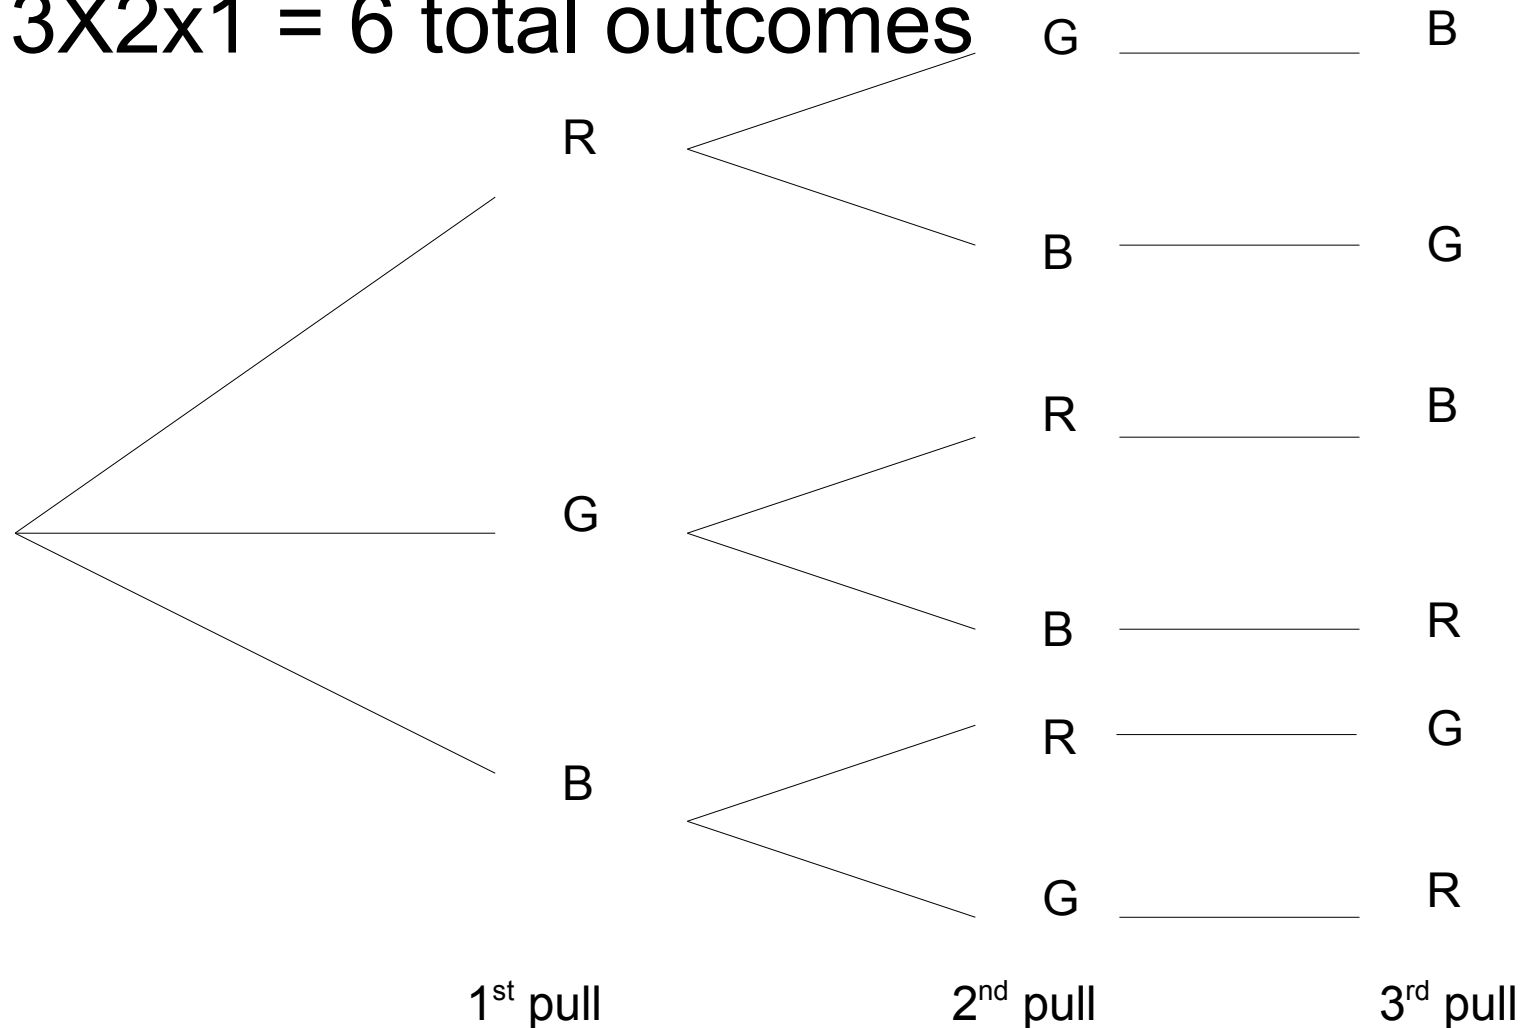 3X2x1 = 6 total outcomes
G B
R
B G
R B
G
B R
R G
B
G R
1st pull 2nd pull 3rd pull